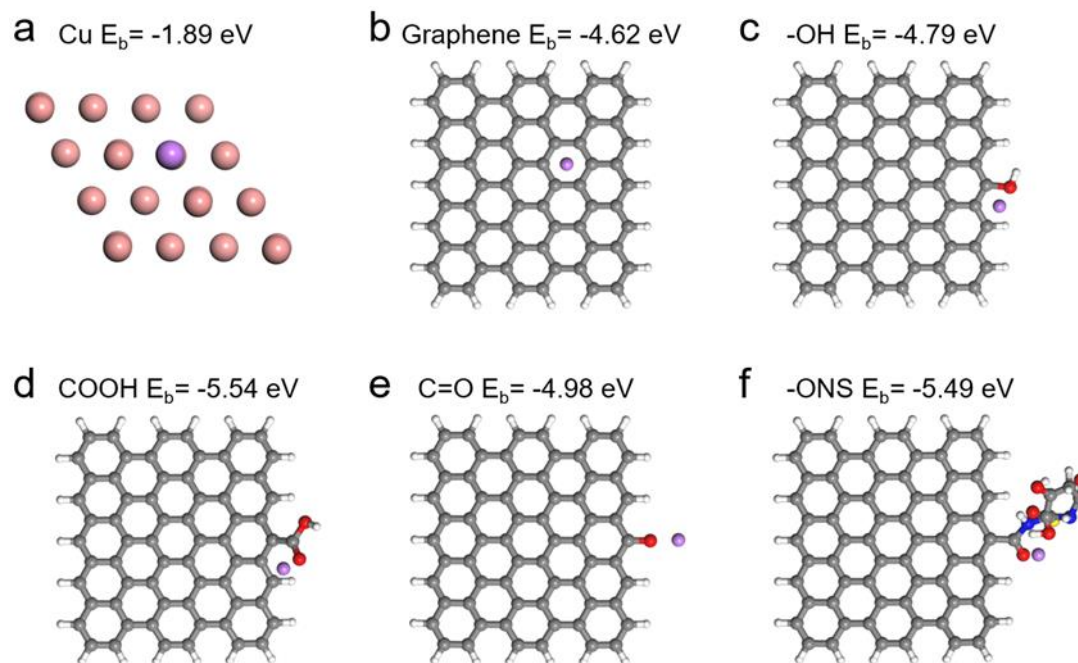 a Cu Eb= -1.89 eV
b Graphene Eb= -4.62 eV
c -OH Eb= -4.79 eV
d COOH Eb= -5.54 eV
e C=O Eb= -4.98 eV
f -ONS Eb= -5.49 eV